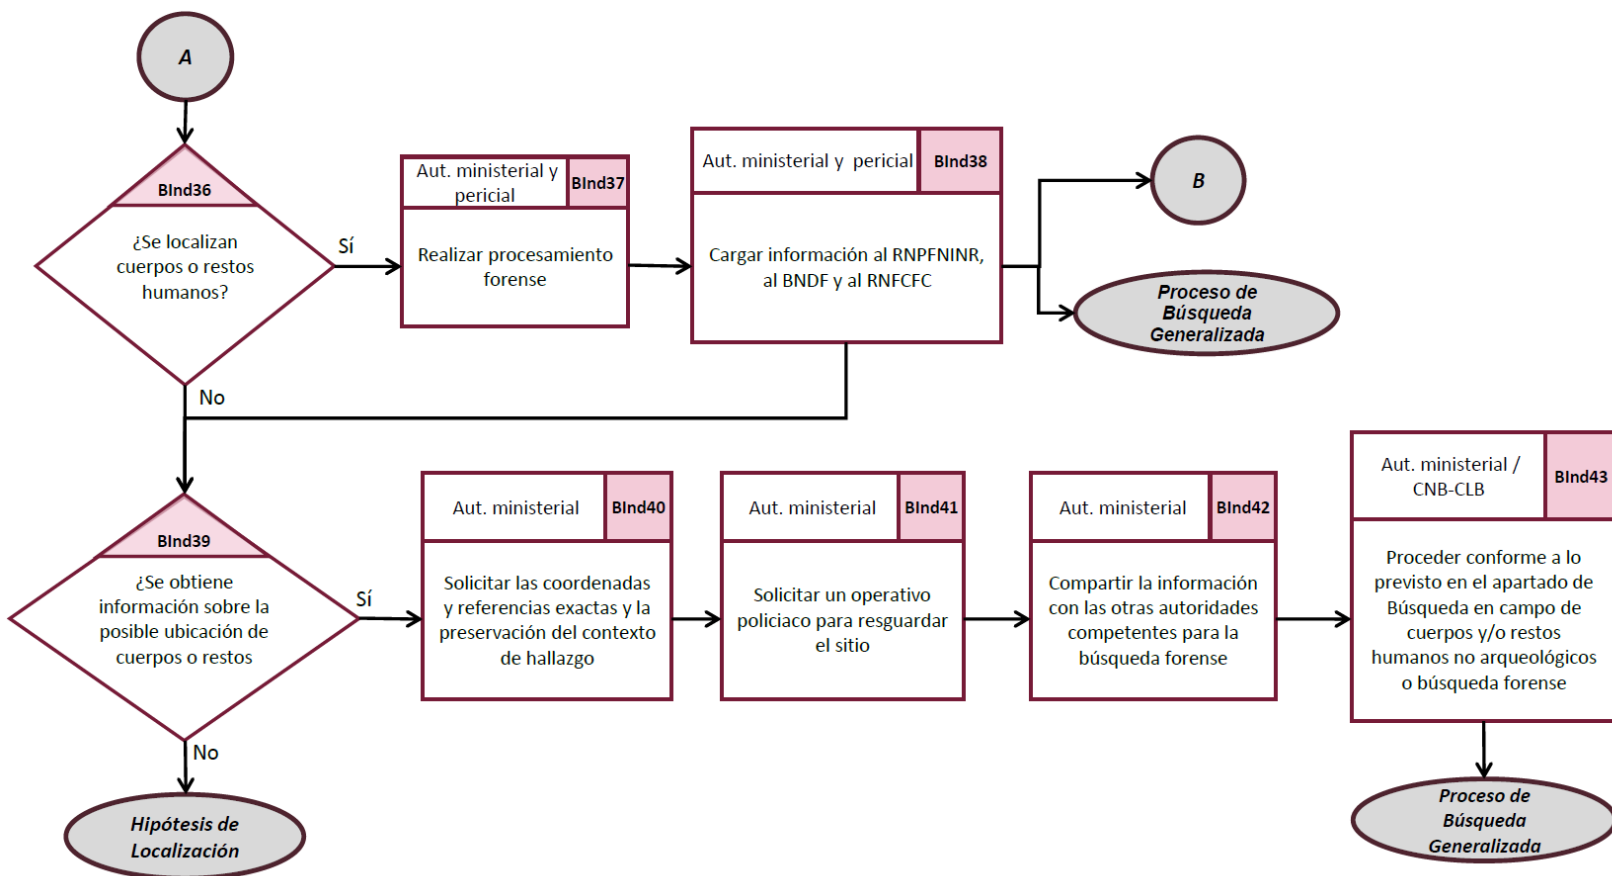 A
BInd36
¿Se localizan
cuerpos o restos
humanos?
Sí
No
Aut. ministerial y
pericial
BInd37
Realizar procesamiento
forense
Aut. ministerial y pericial
BInd38
Cargar información al RNPFNINR,
al BNDF y al RNFCFC
B
Proceso de
Búsqueda
Generalizada
BInd39
¿Se obtiene
información sobre la
posible ubicación de
cuerpos o restos
Sí
No
Aut. ministerial
BInd40
Solicitar las coordenadas
y referencias exactas y la
preservación del contexto
de hallazgo
Aut. ministerial
BInd41
Solicitar un operativo
policiaco para resguardar
el sitio
Aut. ministerial
BInd42
Compartir la información
con las otras autoridades
competentes para la
búsqueda forense
Aut. ministerial /
CNB-CLB
BInd43
Proceder conforme a lo
previsto en el apartado de
Búsqueda en campo de
cuerpos y/o restos
humanos no arqueológicos
o búsqueda forense
Hipótesis de
Localización
Proceso de
Búsqueda
Generalizada